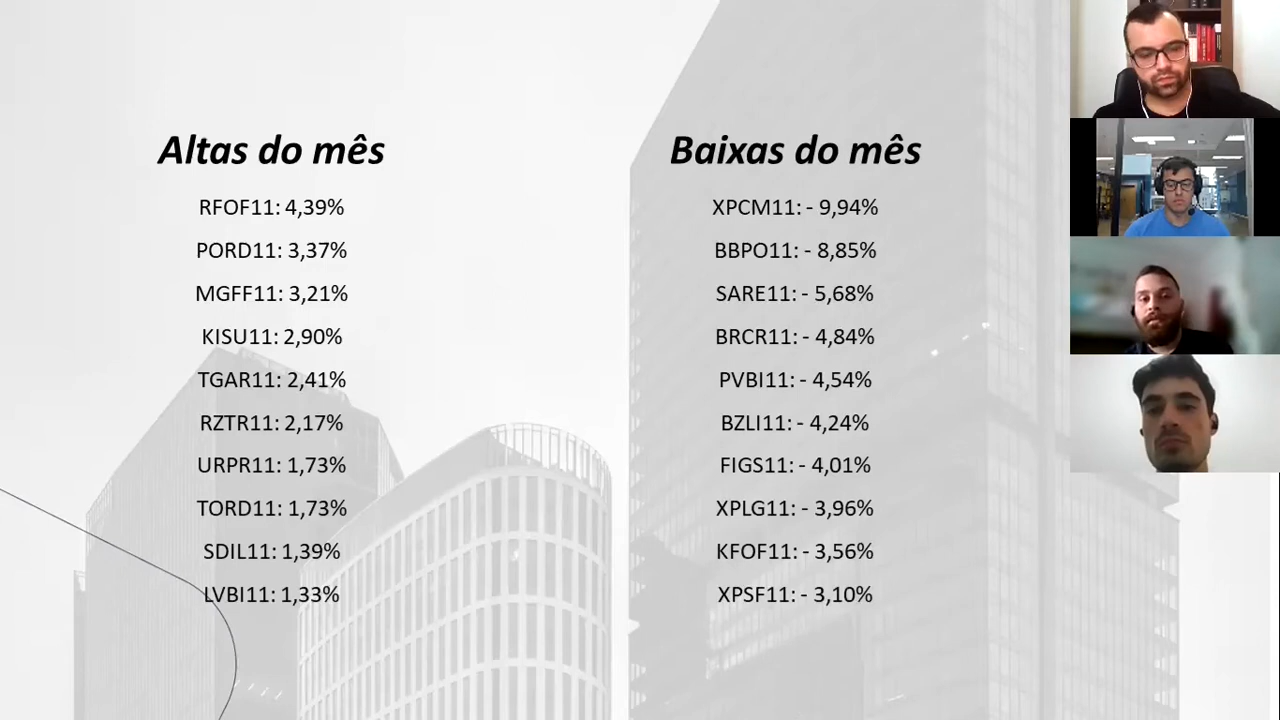 Altas do mês
RFOF11: 4,39%
PORD11: 3,37%
MGFF11: 3,21%
KISU11: 2,90%
TGAR11: 2,41%
RZTR11: 2,17%
URPR11: 1,73%
TORD11: 1,73%
SDIL11: 1,39%
LVBI11: 1,33%
Baixas do mês
XPCM11: - 9,94%
BBPO11: - 8,85%
SARE11: - 5,68%
BRCR11: - 4,84%
PVBI11: - 4,54%
BZLI11: - 4,24%
FIGS11: - 4,01%
XPLG11: - 3,96%
KFOF11: - 3,56%
XPSF11: - 3,10%